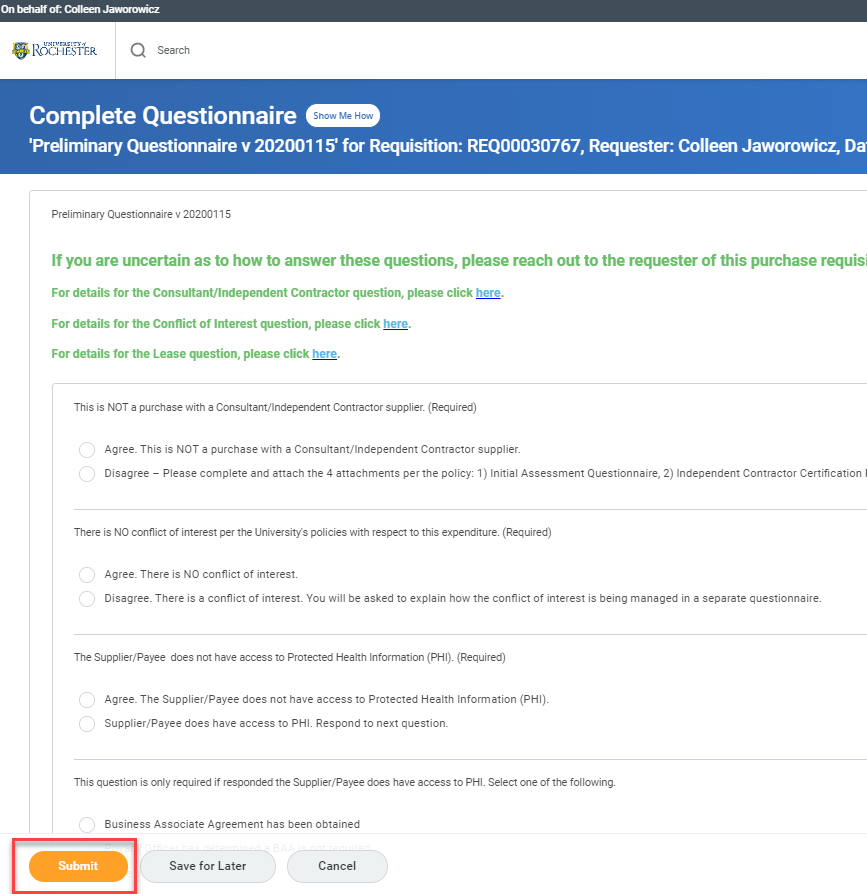 On behalf of: Colleen Jaworowicz
UNIVERSITY of
ROCHESTER
Search
Complete Questionnaire
Show Me How
'Preliminary Questionnaire v 20200115' for Requisition: REQ00030767, Requester: Colleen Jaworowicz, Da
Preliminary Questionnaire v 20200115
If you are uncertain as to how to answer these questions, please reach out to the requester of this purchase requisi
For details for the Consultant/Independent Contractor question, please click here.
For details for the Conflict of Interest question, please click here.
For details for the Lease question, please click here.
This is NOT a purchase with a Consultant/Independent Contractor supplier. (Required)
Agree. This is NOT a purchase with a Consultant/Independent Contractor supplier.
Disagree – Please complete and attach the 4 attachments per the policy: 1) Initial Assessment Questionnaire, 2) Independent Contractor Certification
There is NO conflict of interest per the University's policies with respect to this expenditure. (Required)
Agree. There is NO conflict of interest.
Disagree. There is a conflict of interest. You will be asked to explain how the conflict of interest is being managed in a separate questionnaire.
The Supplier/Payee does not have access to Protected Health Information (PHI). (Required)
Agree. The Supplier/Payee does not have access to Protected Health Information (PHI).
Supplier/Payee does have access to PHI. Respond to next question.
This question is only required if responded the Supplier/Payee does have access to PHI. Select one of the following.
Business Associate Agreement has been obtained
Officer has determined a BAA is not required
Submit
Save for Later
Cancel